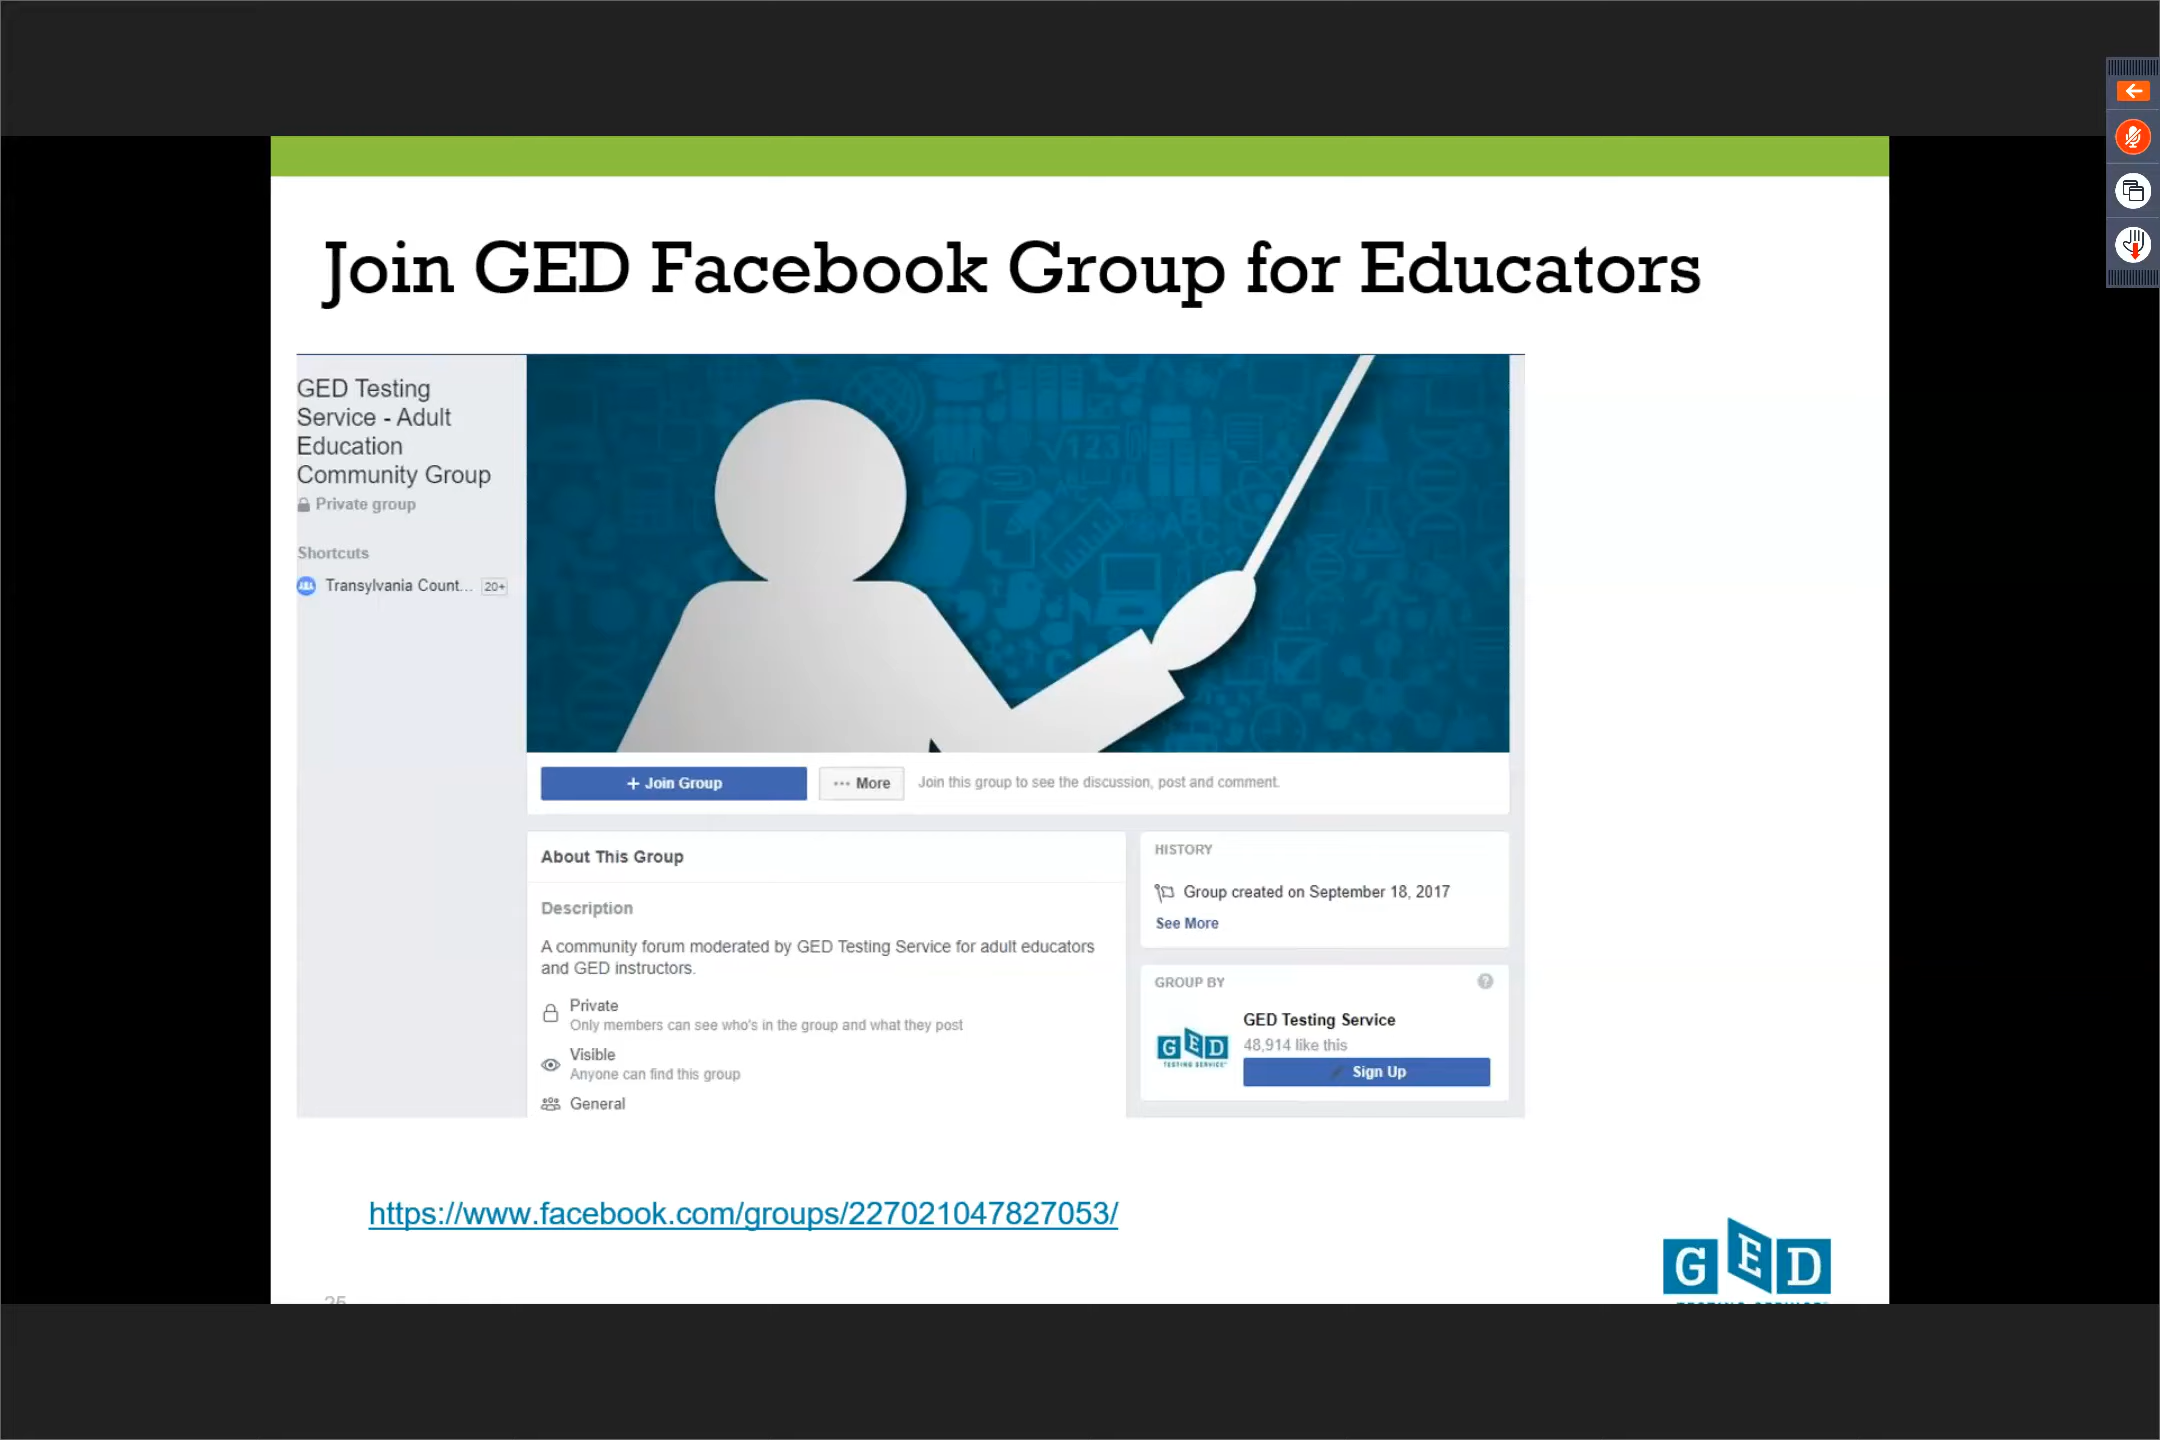 Join GED Facebook Group for Educators
GED Testing
Service - Adult
Education
Community Group
Private group
Shortcuts
Transylvania Count... 20+
123
+ Join Group
··· More
Join this group to see the discussion, post and comment.
About This Group
Description
A community forum moderated by GED Testing Service for adult educators
and GED instructors.
Private
Only members can see who's in the group and what they post
Visible
Anyone can find this group
General
HISTORY
Group created on September 18, 2017
See More
GROUP BY
GED
TESTING SERVICE
GED Testing Service
48,914 like this
Sign Up
https://www.facebook.com/groups/227021047827053/
GED